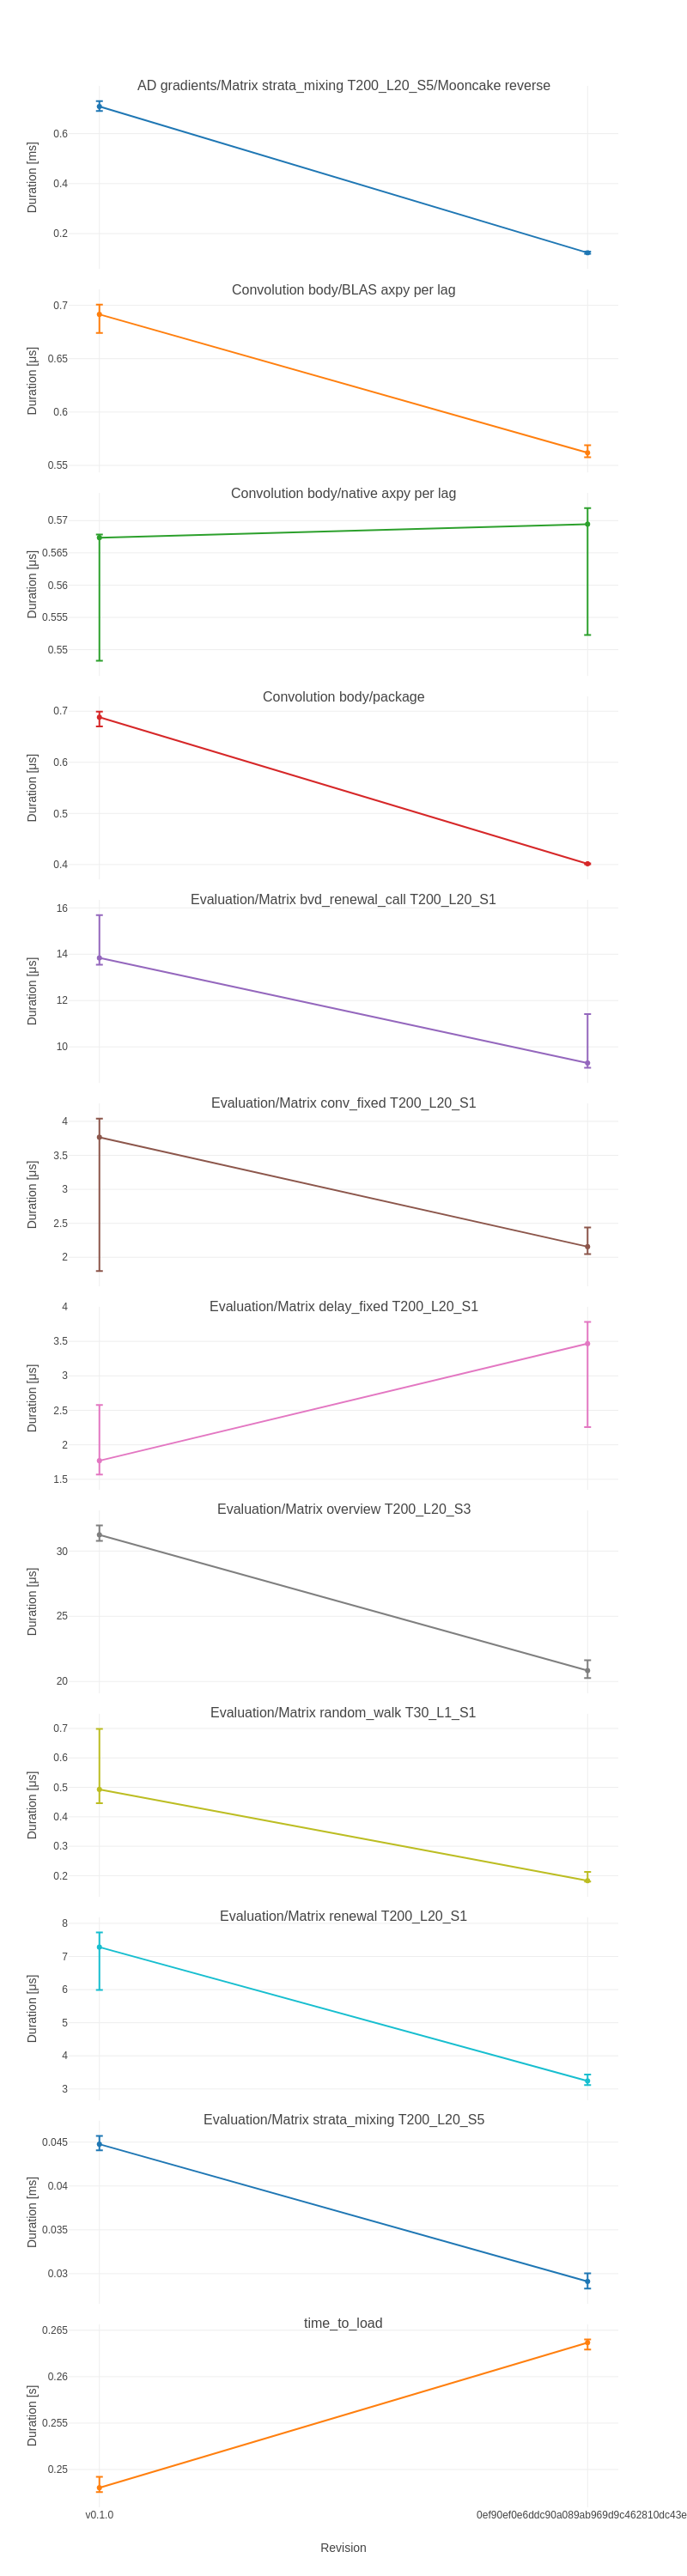 AD gradients/Matrix strata_mixing T200_L20_S5/Mooncake reverse
Duration [ms]
0.6
0.4
0.2
Convolution body/BLAS axpy per lag
Duration [μs]
0.7
0.65
0.6
0.55
Convolution body/native axpy per lag
Duration [μs]
0.57
0.565
0.56
0.555
0.55
Convolution body/package
Duration [μs]
0.7
0.6
0.5
0.4
Evaluation/Matrix bvd_renewal_call T200_L20_S1
Duration [μs]
16
14
12
10
Evaluation/Matrix conv_fixed T200_L20_S1
Duration [μs]
4
3.5
3
2.5
2
Evaluation/Matrix delay_fixed T200_L20_S1
Duration [μs]
4
3.5
3
2.5
2
1.5
Evaluation/Matrix overview T200_L20_S3
Duration [μs]
30
25
20
Evaluation/Matrix random_walk T30_L1_S1
Duration [μs]
0.7
0.6
0.5
0.4
0.3
0.2
Evaluation/Matrix renewal T200_L20_S1
Duration [μs]
8
7
6
5
4
3
Evaluation/Matrix strata_mixing T200_L20_S5
Duration [ms]
0.045
0.04
0.035
0.03
time_to_load
Duration [s]
0.265
0.26
0.255
0.25
v0.1.0
0ef90ef0e6ddc90a089ab969d9c462810dc43e
Revision